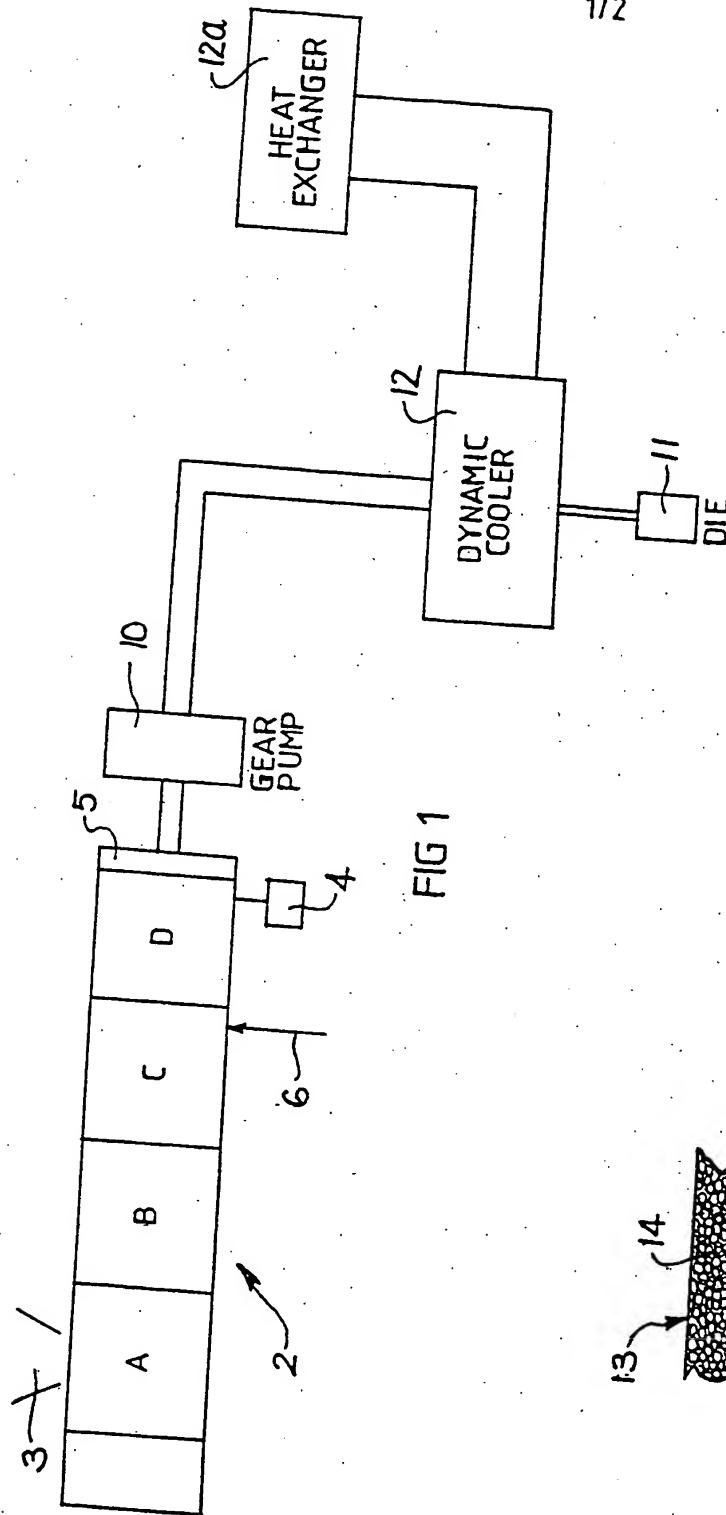 1/2
12a
HEAT
EXCHANGER
12
DYNAMIC
COOLER
11
DIE
10
GEAR
PUMP
5
4
D
C
B
A
6
3
2
FIG 1
13
14